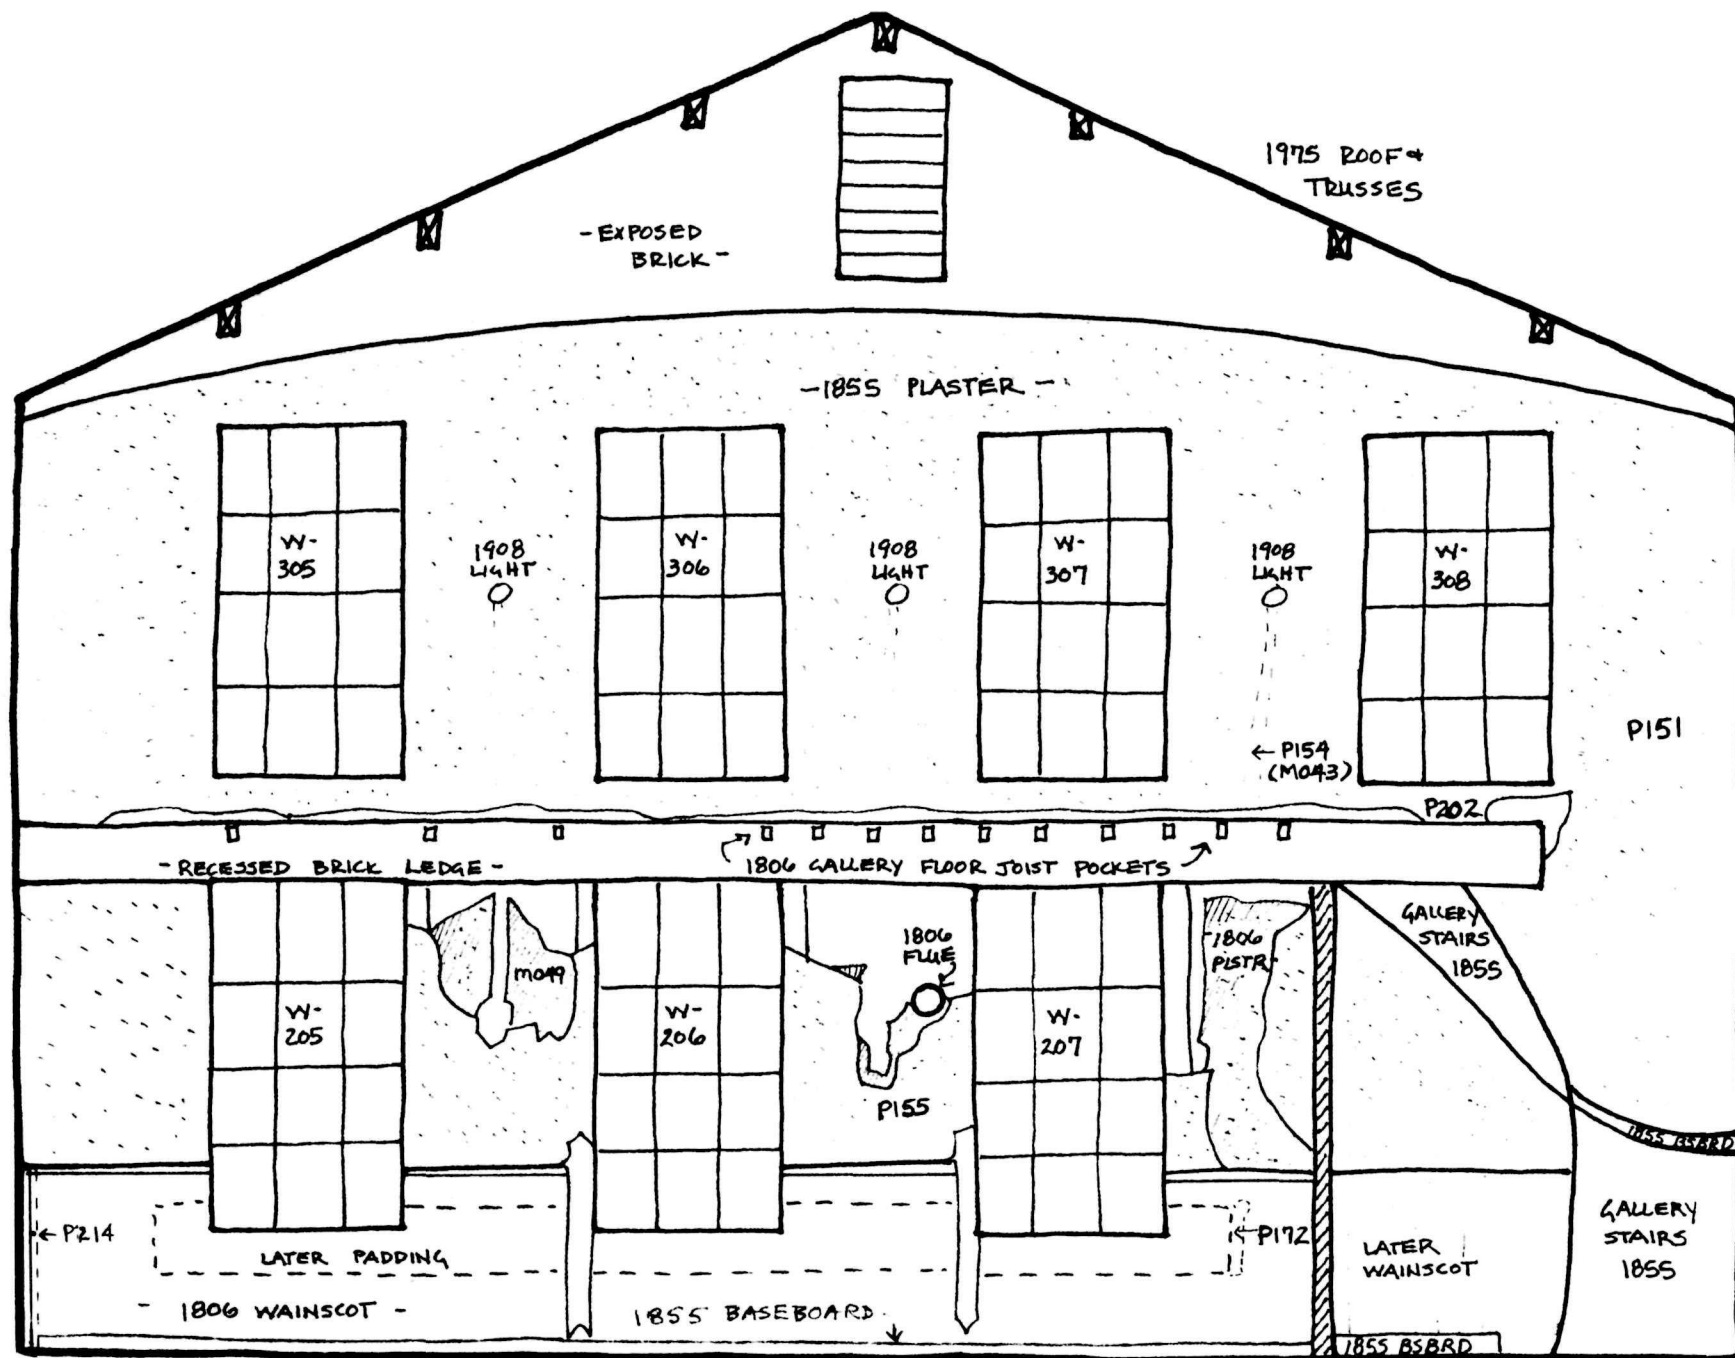 1975 ROOF &
TRUSSES
- EXPOSED
BRICK -
- 1855 PLASTER -
W-
305
1908
LIGHT
W-
306
1908
LIGHT
W-
307
1908
LIGHT
W-
308
P151
← P154
(M043)
P202
- RECESSED BRICK LEDGE -
1806 GALLERY FLOOR JOIST POCKETS
GALLERY
STAIRS
1855
1806
FLUE
1806
PLSTR
M049
W-
205
W-
206
W-
207
P155
1855 BSBRD
← P214
← P172
LATER PADDING
LATER
WAINSCOT
GALLERY
STAIRS
1855
- 1806 WAINSCOT -
1855 BASEBOARD
1855 BSBRD